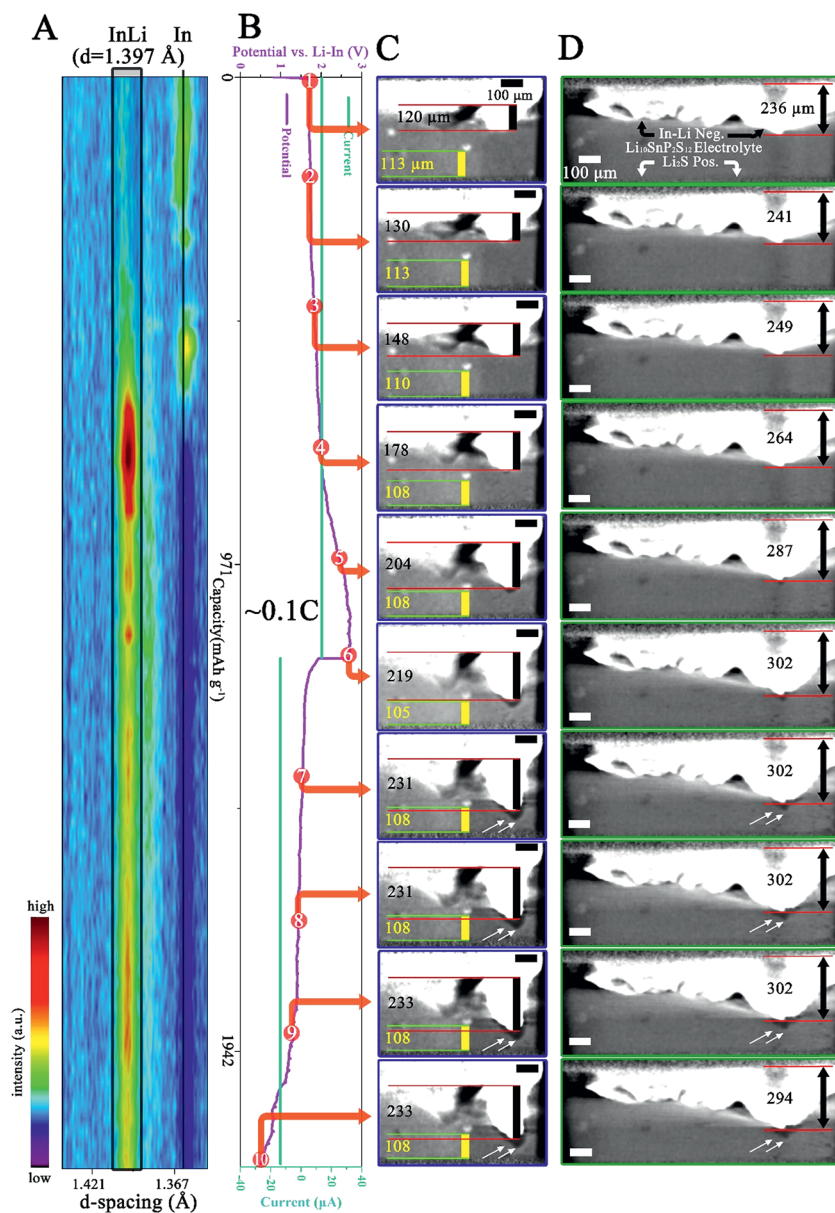 A
B
C
D
InLi
In
(d=1.397 Å)
Potential vs. Li-In (V)
0
1
2
3
0
Potential
Current
1
2
3
4
5
6
7
8
9
10
971
Capacity(mAh g⁻¹)
1942
~0.1C
high
intensity (a.u.)
low
1.421
1.367
d-spacing (Å)
-40
-20
0
20
40
Current (μA)
100 μm
120 μm
113 μm
130
113
148
110
178
108
204
108
219
105
231
108
231
108
233
108
233
108
236 μm
In-Li Neg.
Li₁₀SnP₂S₁₂ Electrolyte
100 μm
Li₂S Pos.
241
249
264
287
302
302
302
302
294